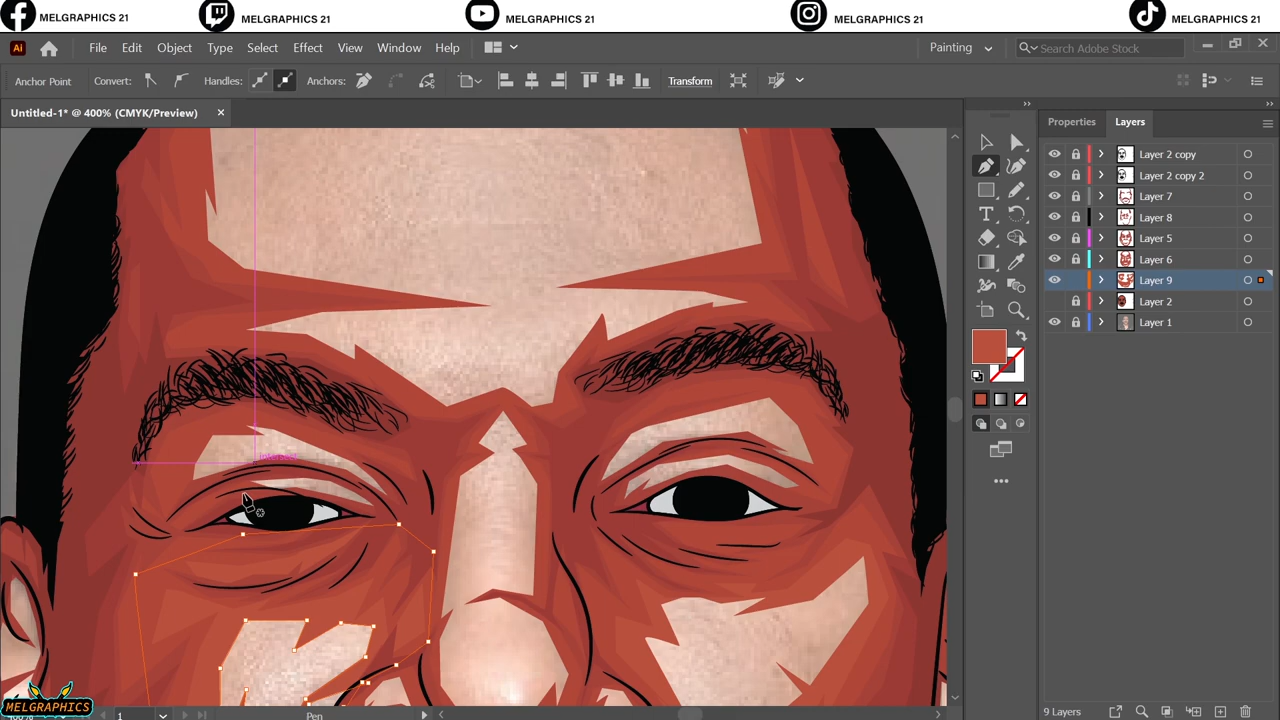 MELGRAPHICS 21 MELGRAPHICS 21 MELGRAPHICS 21 MELGRAPHICS 21 MELGRAPHICS 21
Ai File Edit Object Type Select Effect View Window Help Painting Search Adobe Stock
Anchor Point Convert: Handles: Anchors: Transform
Untitled-1* @ 400% (CMYK/Preview)
Properties Layers
Layer 2 copy
Layer 2 copy 2
Layer 7
Layer 8
Layer 5
Layer 6
Layer 9
Layer 2
Layer 1
intersect
MELGRAPHICS
1 Pen 9 Layers